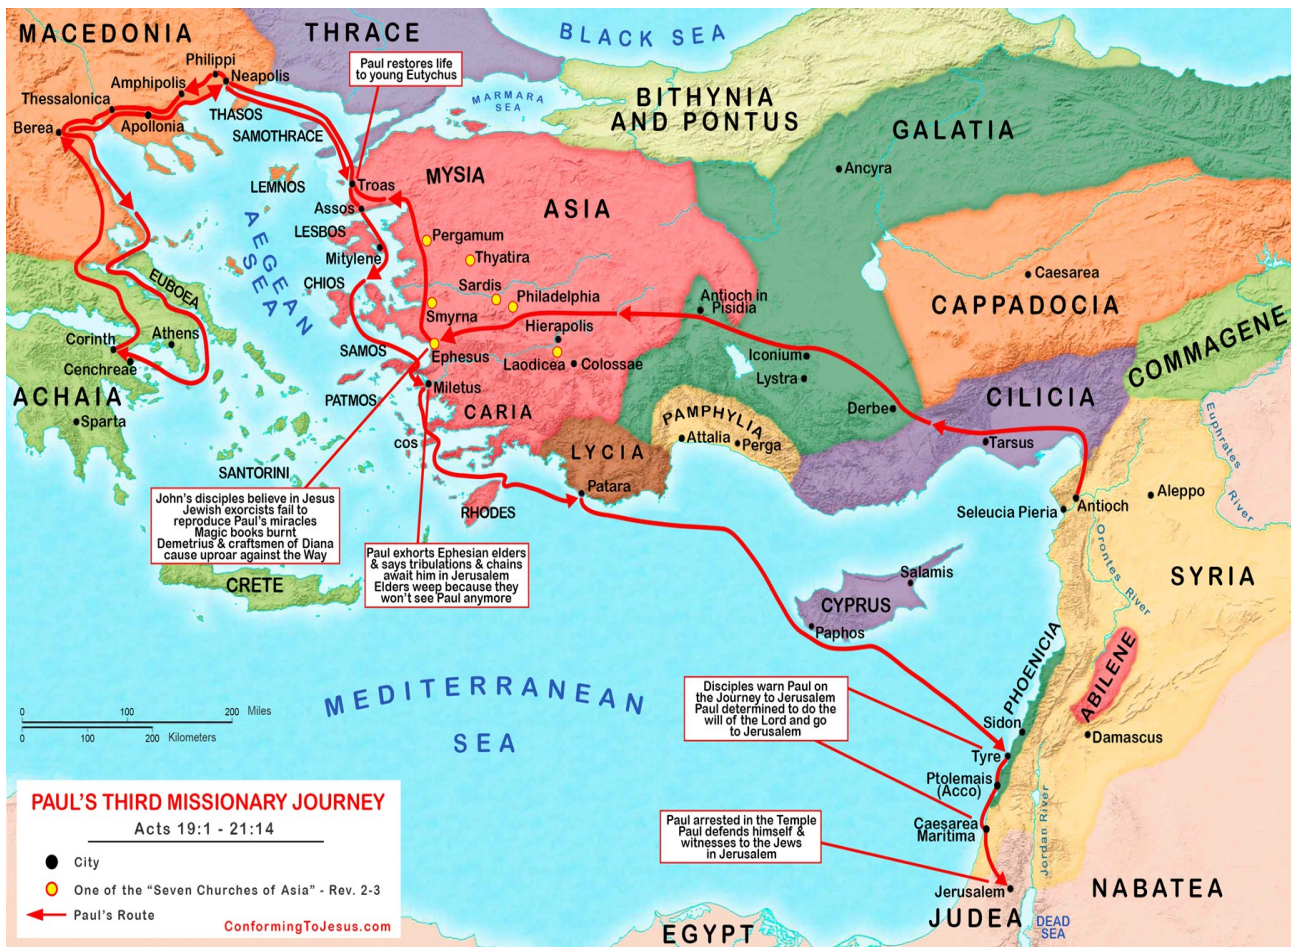 MACEDONIA
THRACE
BLACK SEA
Philippi
Neapolis
Amphipolis
Thessalonica
Berea
Apollonia
THASOS
SAMOTHRACE
Paul restores life
to young Eutychus
MARMARA
SEA
BITHYNIA
AND PONTUS
GALATIA
Ancyra
LEMNOS
Troas
MYSIA
ASIA
Assos
LESBOS
Mitylene
AEGEAN
SEA
Pergamum
Thyatira
CHIOS
Sardis
Philadelphia
Smyrna
Hierapolis
Antioch in
Pisidia
Caesarea
CAPPADOCIA
COMMAGENE
EUBOEA
Athens
Corinth
Cenchreae
SAMOS
Ephesus
Laodicea
Colossae
Iconium
Lystra
Derbe
CILICIA
Tarsus
ACHAIA
Sparta
PATMOS
Miletus
CARIA
PAMPHYLIA
Attalia
Perga
LYCIA
Patara
COS
SANTORINI
RHODES
Euphrates
River
Aleppo
Seleucia Pieria
Antioch
Orontes River
SYRIA
John's disciples believe in Jesus
Jewish exorcists fail to
reproduce Paul's miracles
Magic books burnt
Demetrius & craftsmen of Diana
cause uproar against the Way
Paul exhorts Ephesian elders
& says tribulations & chains
await him in Jerusalem
Elders weep because they
won't see Paul anymore
CRETE
Salamis
CYPRUS
Paphos
MEDITERRANEAN
SEA
PHOENICIA
ABILENE
Disciples warn Paul on
the Journey to Jerusalem
Paul determined to do the
will of the Lord and go
to Jerusalem
Sidon
Damascus
Tyre
Ptolemais
(Acco)
Caesarea
Maritima
Jordan River
Paul arrested in the Temple
Paul defends himself &
witnesses to the Jews
in Jerusalem
Jerusalem
JUDEA
DEAD
SEA
NABATEA
EGYPT
0 100 200 Miles
0 100 200 Kilometers
PAUL'S THIRD MISSIONARY JOURNEY
Acts 19:1 - 21:14
City
One of the “Seven Churches of Asia” - Rev. 2-3
Paul's Route
ConformingToJesus.com